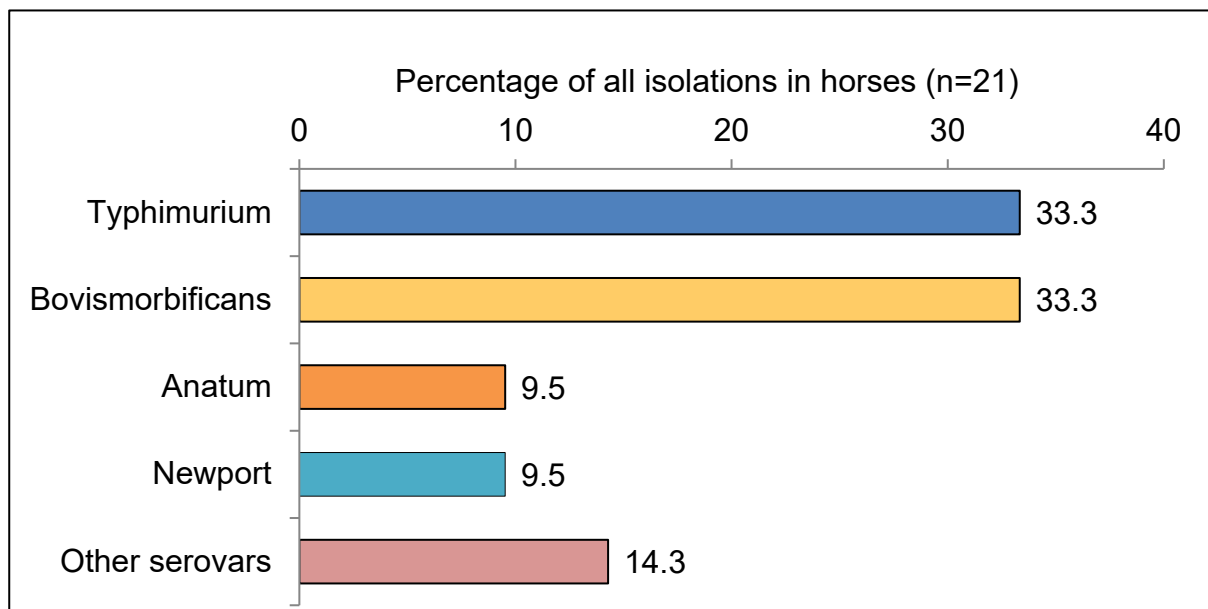 Percentage of all isolations in horses (n=21)
0 10 20 30 40
Typhimurium 33.3
Bovismorbificans 33.3
Anatum 9.5
Newport 9.5
Other serovars 14.3